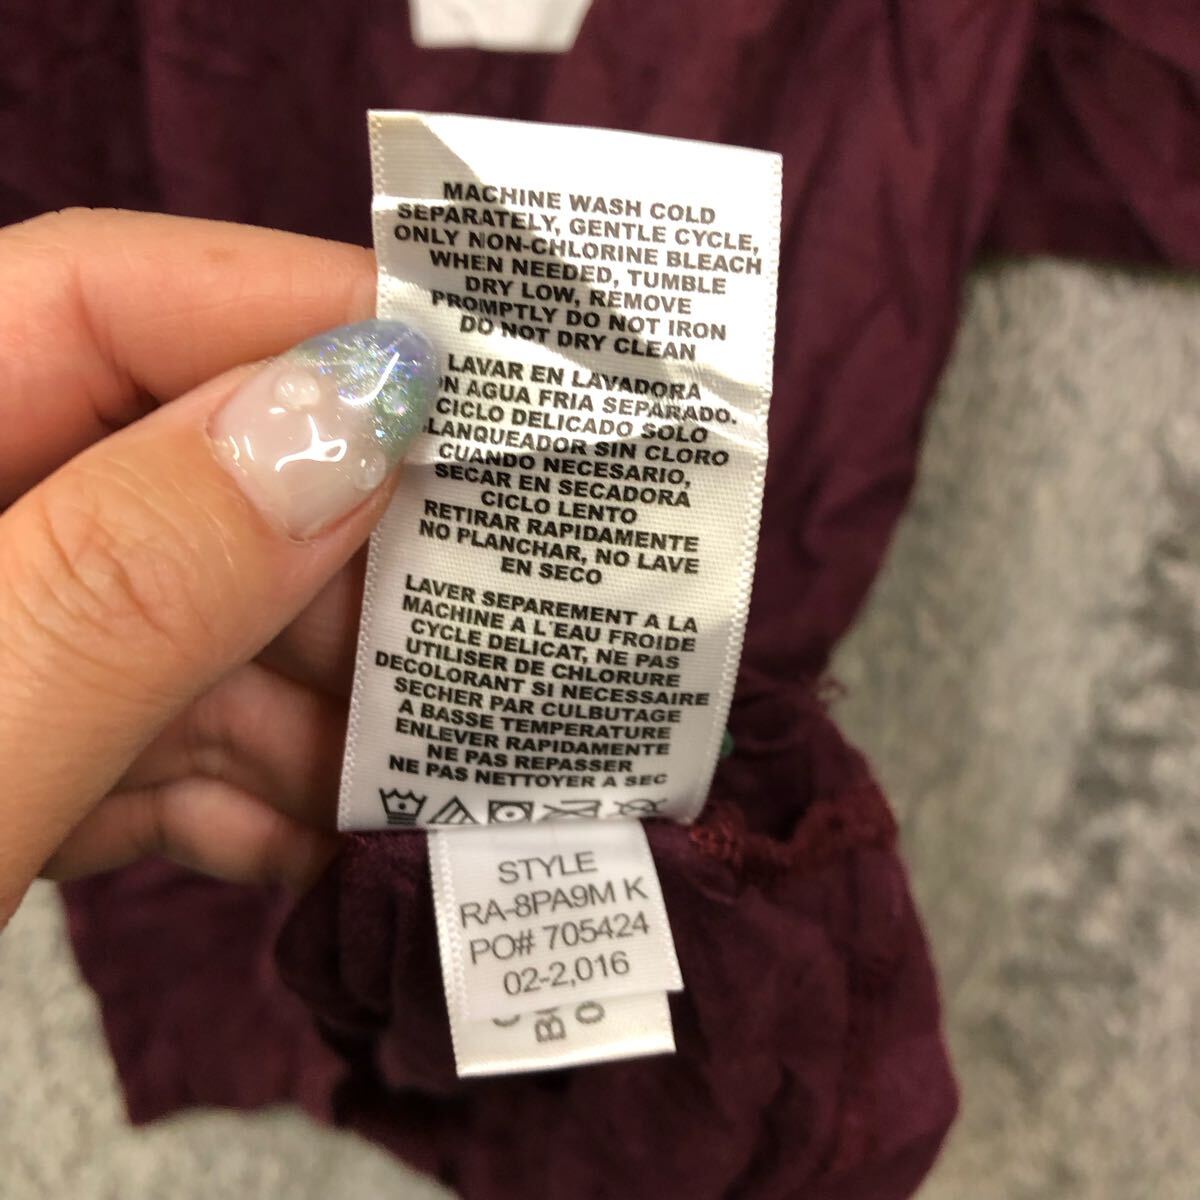 MACHINE WASH COLD
SEPARATELY, GENTLE CYCLE,
ONLY NON-CHLORINE BLEACH
WHEN NEEDED, TUMBLE
DRY LOW, REMOVE
PROMPTLY DO NOT IRON
DO NOT DRY CLEAN
LAVAR EN LAVADORA
AGUA FRIA SEPARADO.
CICLO DELICADO SOLO
LANQUEADOR SIN CLORO
CUANDO NECESARIO,
SECAR EN SECADORA
CICLO LENTO
RETIRAR RAPIDAMENTE
NO PLANCHAR, NO LAVE
EN SECO
LAVER SEPAREMENT A LA
MACHINE A L'EAU FROIDE
CYCLE DELICAT, NE PAS
UTILISER DE CHLORURE
DECOLORANT SI NECESSAIRE
SECHER PAR CULBUTAGE
A BASSE TEMPERATURE
ENLEVER RAPIDAMENTE
NE PAS REPASSER
NE PAS NETTOYER A SEC
STYLE
RA-8PA9M K
PO# 705424
02-2,016